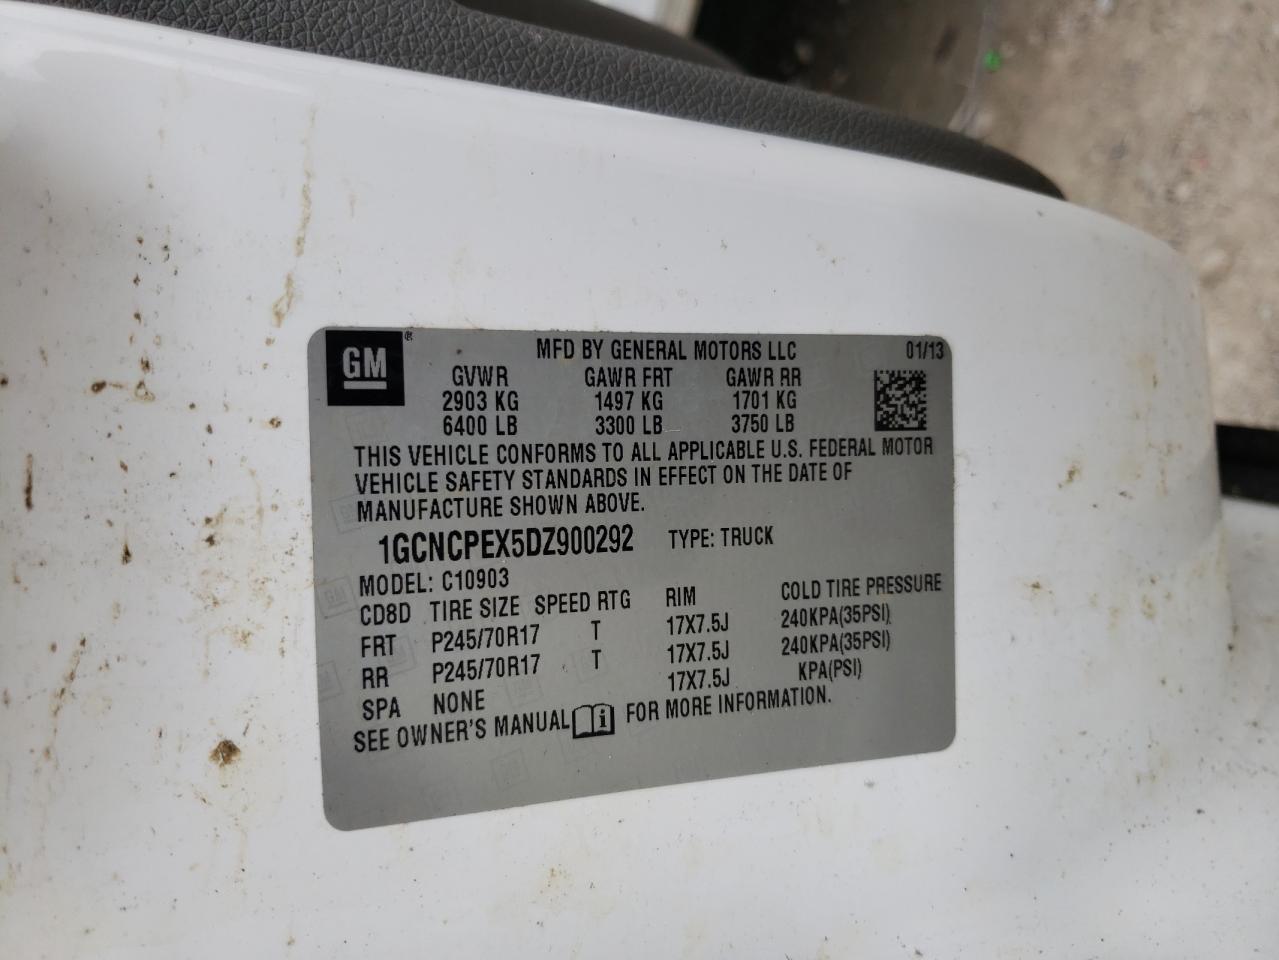 GM®
MFD BY GENERAL MOTORS LLC 01/13
GVWR GAWR FRT GAWR RR
2903 KG 1497 KG 1701 KG
6400 LB 3300 LB 3750 LB
THIS VEHICLE CONFORMS TO ALL APPLICABLE U.S. FEDERAL MOTOR
VEHICLE SAFETY STANDARDS IN EFFECT ON THE DATE OF
MANUFACTURE SHOWN ABOVE.
1GCNCPEX5DZ900292 TYPE: TRUCK
MODEL: C10903
CD8D TIRE SIZE SPEED RTG RIM COLD TIRE PRESSURE
FRT P245/70R17 T 17X7.5J 240KPA(35PSI)
RR P245/70R17 T 17X7.5J 240KPA(35PSI)
SPA NONE 17X7.5J KPA(PSI)
SEE OWNER'S MANUAL i FOR MORE INFORMATION.